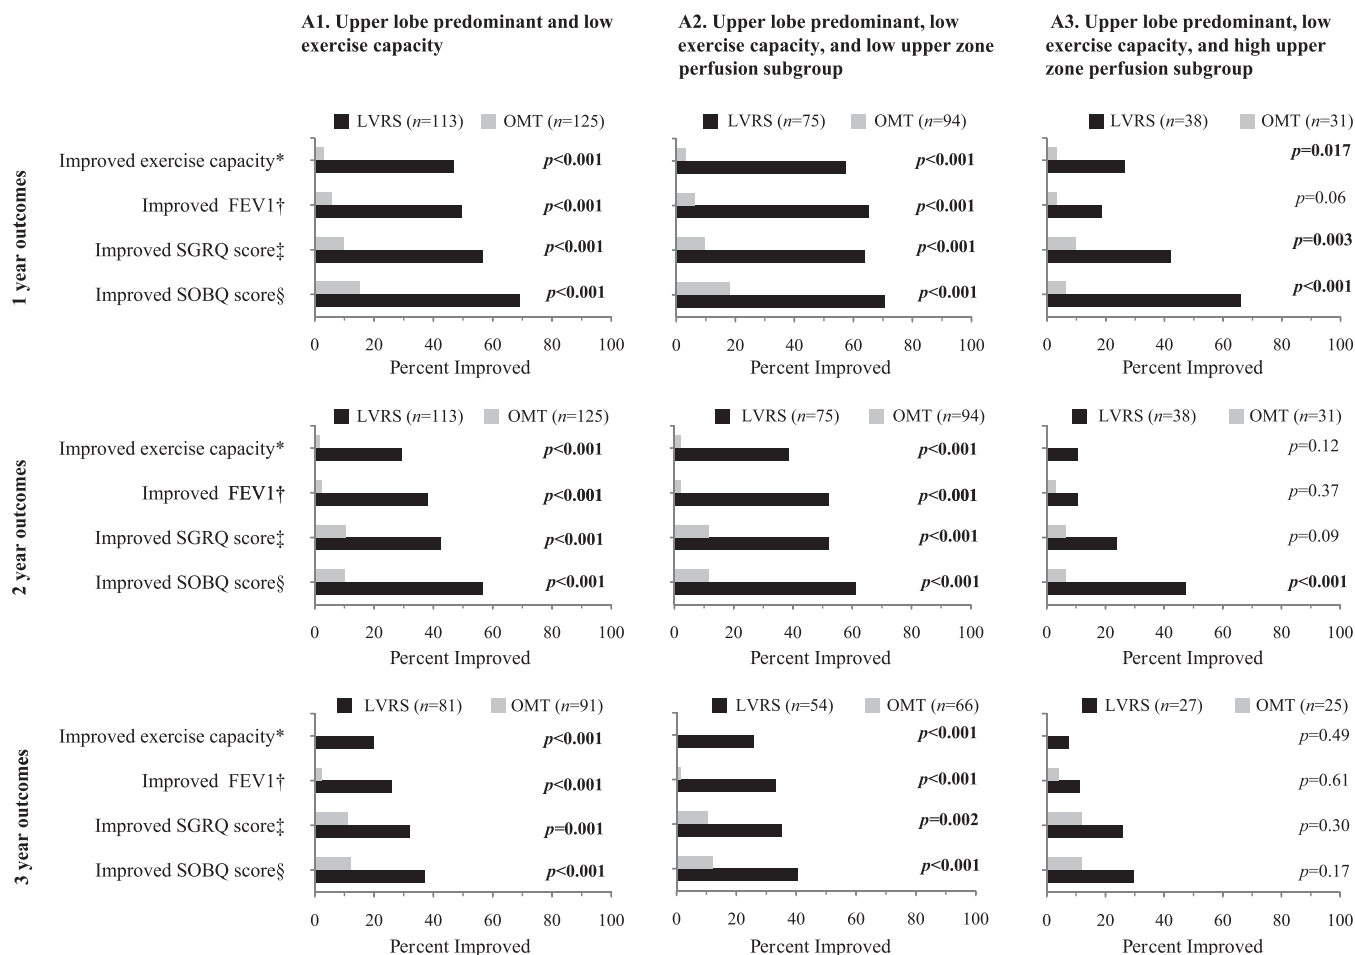 A1. Upper lobe predominant and low
exercise capacity
A2. Upper lobe predominant, low
exercise capacity, and low upper zone
perfusion subgroup
A3. Upper lobe predominant, low
exercise capacity, and high upper
zone perfusion subgroup
1 year outcomes
LVRS (n=113) OMT (n=125)
Improved exercise capacity* p<0.001
Improved FEV1† p<0.001
Improved SGRQ score‡ p<0.001
Improved SOBQ score§ p<0.001
0 20 40 60 80 100
Percent Improved
LVRS (n=75) OMT (n=94)
p<0.001
p<0.001
p<0.001
p<0.001
0 20 40 60 80 100
Percent Improved
LVRS (n=38) OMT (n=31)
p=0.017
p=0.06
p=0.003
p<0.001
0 20 40 60 80 100
Percent Improved
2 year outcomes
LVRS (n=113) OMT (n=125)
Improved exercise capacity* p<0.001
Improved FEV1† p<0.001
Improved SGRQ score‡ p<0.001
Improved SOBQ score§ p<0.001
0 20 40 60 80 100
Percent Improved
LVRS (n=75) OMT (n=94)
p<0.001
p<0.001
p<0.001
p<0.001
0 20 40 60 80 100
Percent Improved
LVRS (n=38) OMT (n=31)
p=0.12
p=0.37
p=0.09
p<0.001
0 20 40 60 80 100
Percent Improved
3 year outcomes
LVRS (n=81) OMT (n=91)
Improved exercise capacity* p<0.001
Improved FEV1† p<0.001
Improved SGRQ score‡ p=0.001
Improved SOBQ score§ p<0.001
0 20 40 60 80 100
Percent Improved
LVRS (n=54) OMT (n=66)
p<0.001
p<0.001
p=0.002
p<0.001
0 20 40 60 80 100
Percent Improved
LVRS (n=27) OMT (n=25)
p=0.49
p=0.61
p=0.30
p=0.17
0 20 40 60 80 100
Percent Improved